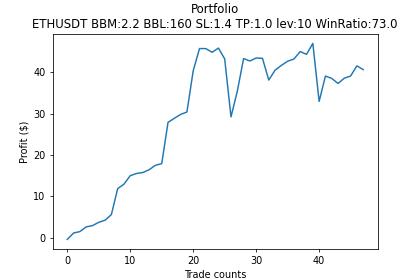 Portfolio
ETHUSDT BBM:2.2 BBL:160 SL:1.4 TP:1.0 lev:10 WinRatio:73.0
Profit ($)
40
30
20
10
0
0
10
20
30
40
Trade counts